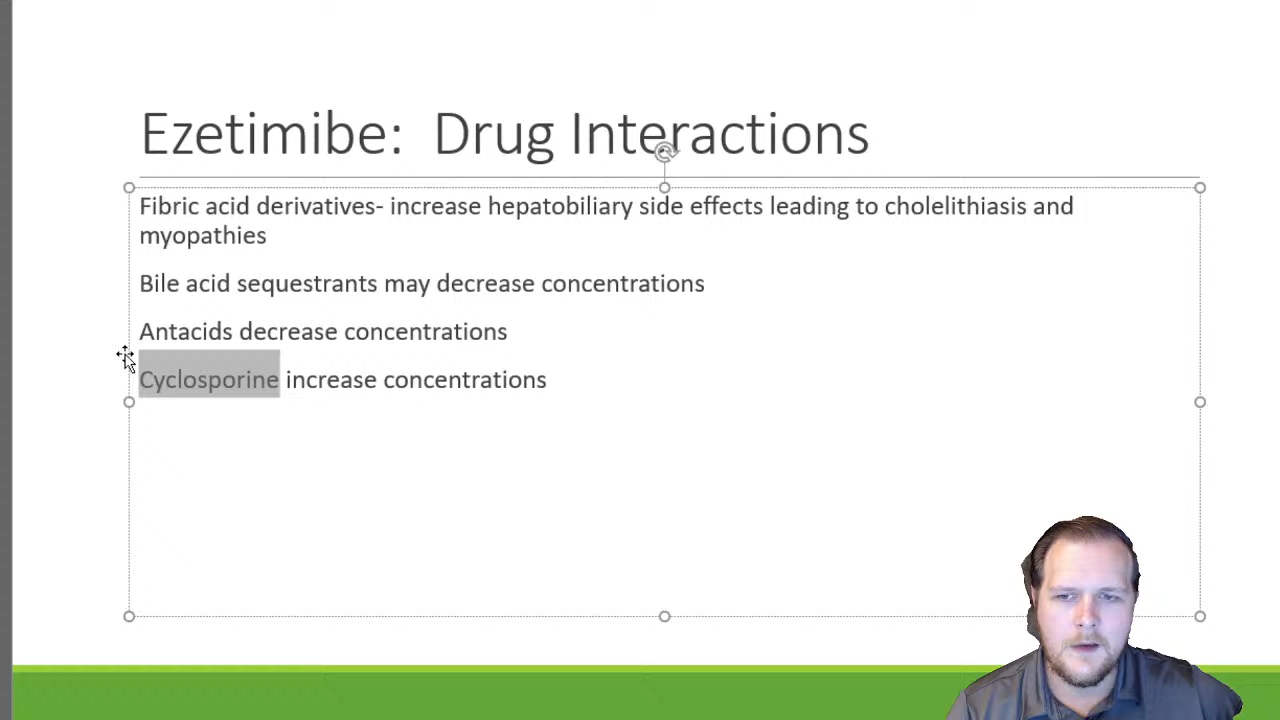 Ezetimibe:  Drug Interactions
Fibric acid derivatives- increase hepatobiliary side effects leading to cholelithiasis and
myopathies
Bile acid sequestrants may decrease concentrations
Antacids decrease concentrations
Cyclosporine increase concentrations